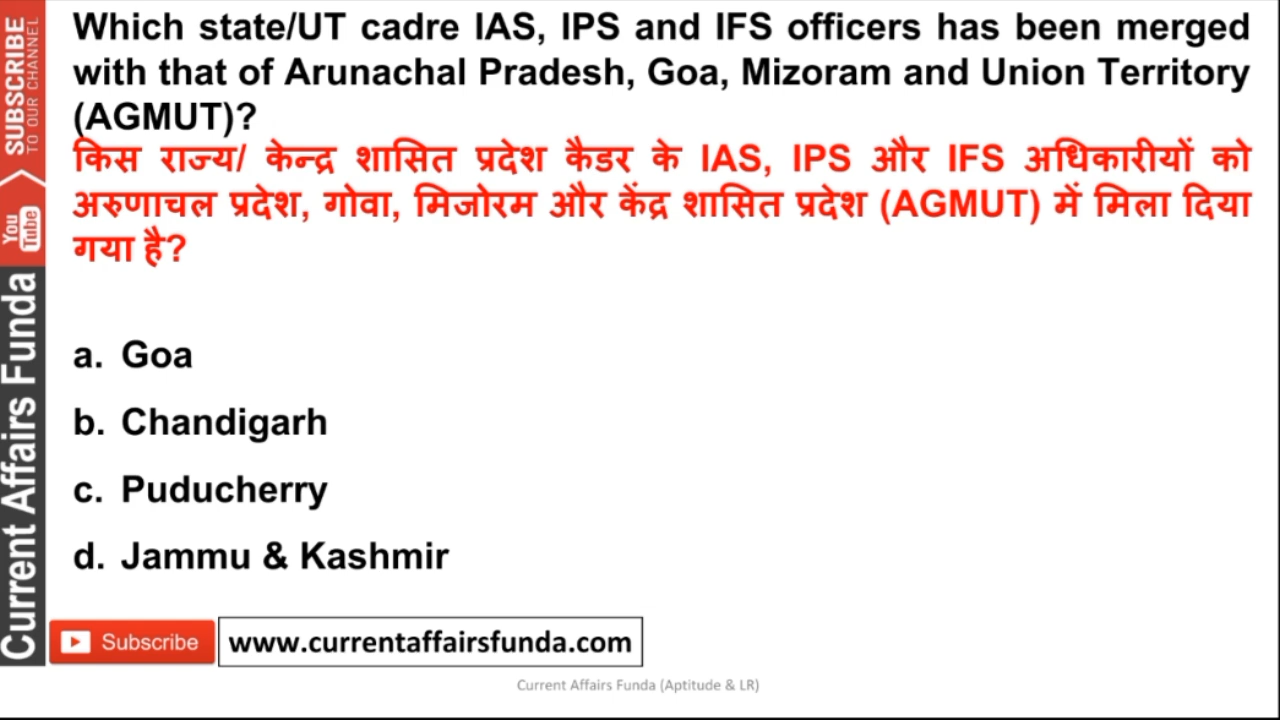 Which state/UT cadre IAS, IPS and IFS officers has been merged
with that of Arunachal Pradesh, Goa, Mizoram and Union Territory
(AGMUT)?
किस राज्य/ केन्द्र शासित प्रदेश कैडर के IAS, IPS और IFS अधिकारीयों को
अरुणाचल प्रदेश, गोवा, मिजोरम और केंद्र शासित प्रदेश (AGMUT) में मिला दिया
गया है?
a. Goa
b. Chandigarh
c. Puducherry
d. Jammu & Kashmir
Subscribe
www.currentaffairsfunda.com
Current Affairs Funda (Aptitude & LR)
SUBSCRIBE
TO OUR CHANNEL
You
Tube
Current Affairs Funda